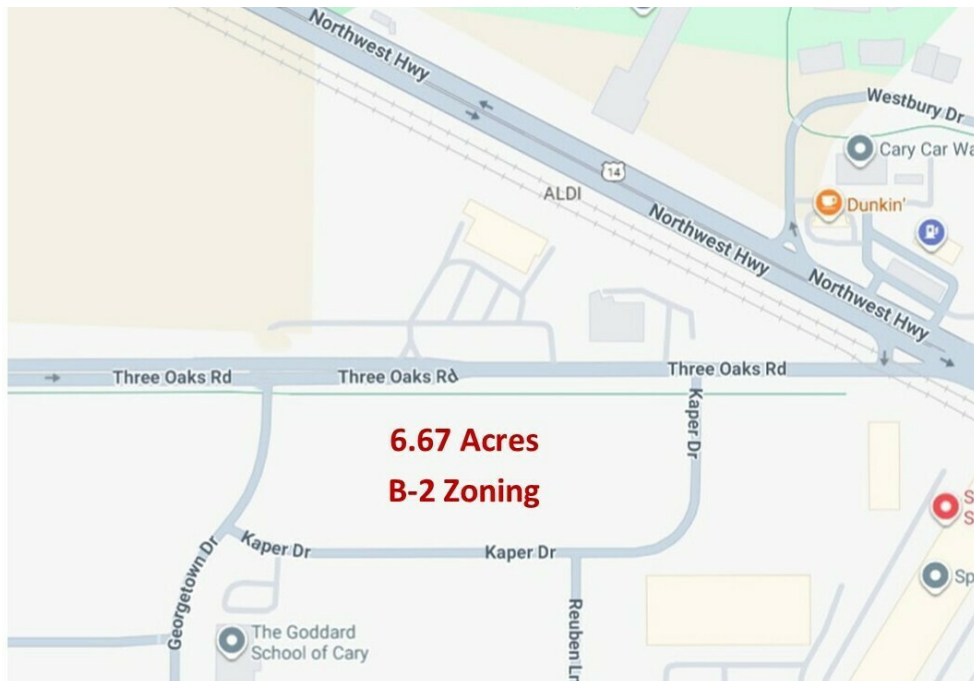 Northwest Hwy
Westbury Dr
Cary Car Wa
14
ALDI
Dunkin'
Northwest Hwy
Northwest Hwy
Three Oaks Rd
Three Oaks Rd
Three Oaks Rd
Kaper Dr
6.67 Acres
B-2 Zoning
S
S
Kaper Dr
Kaper Dr
Georgetown Dr
Sp
Reuben Ln
The Goddard
School of Cary